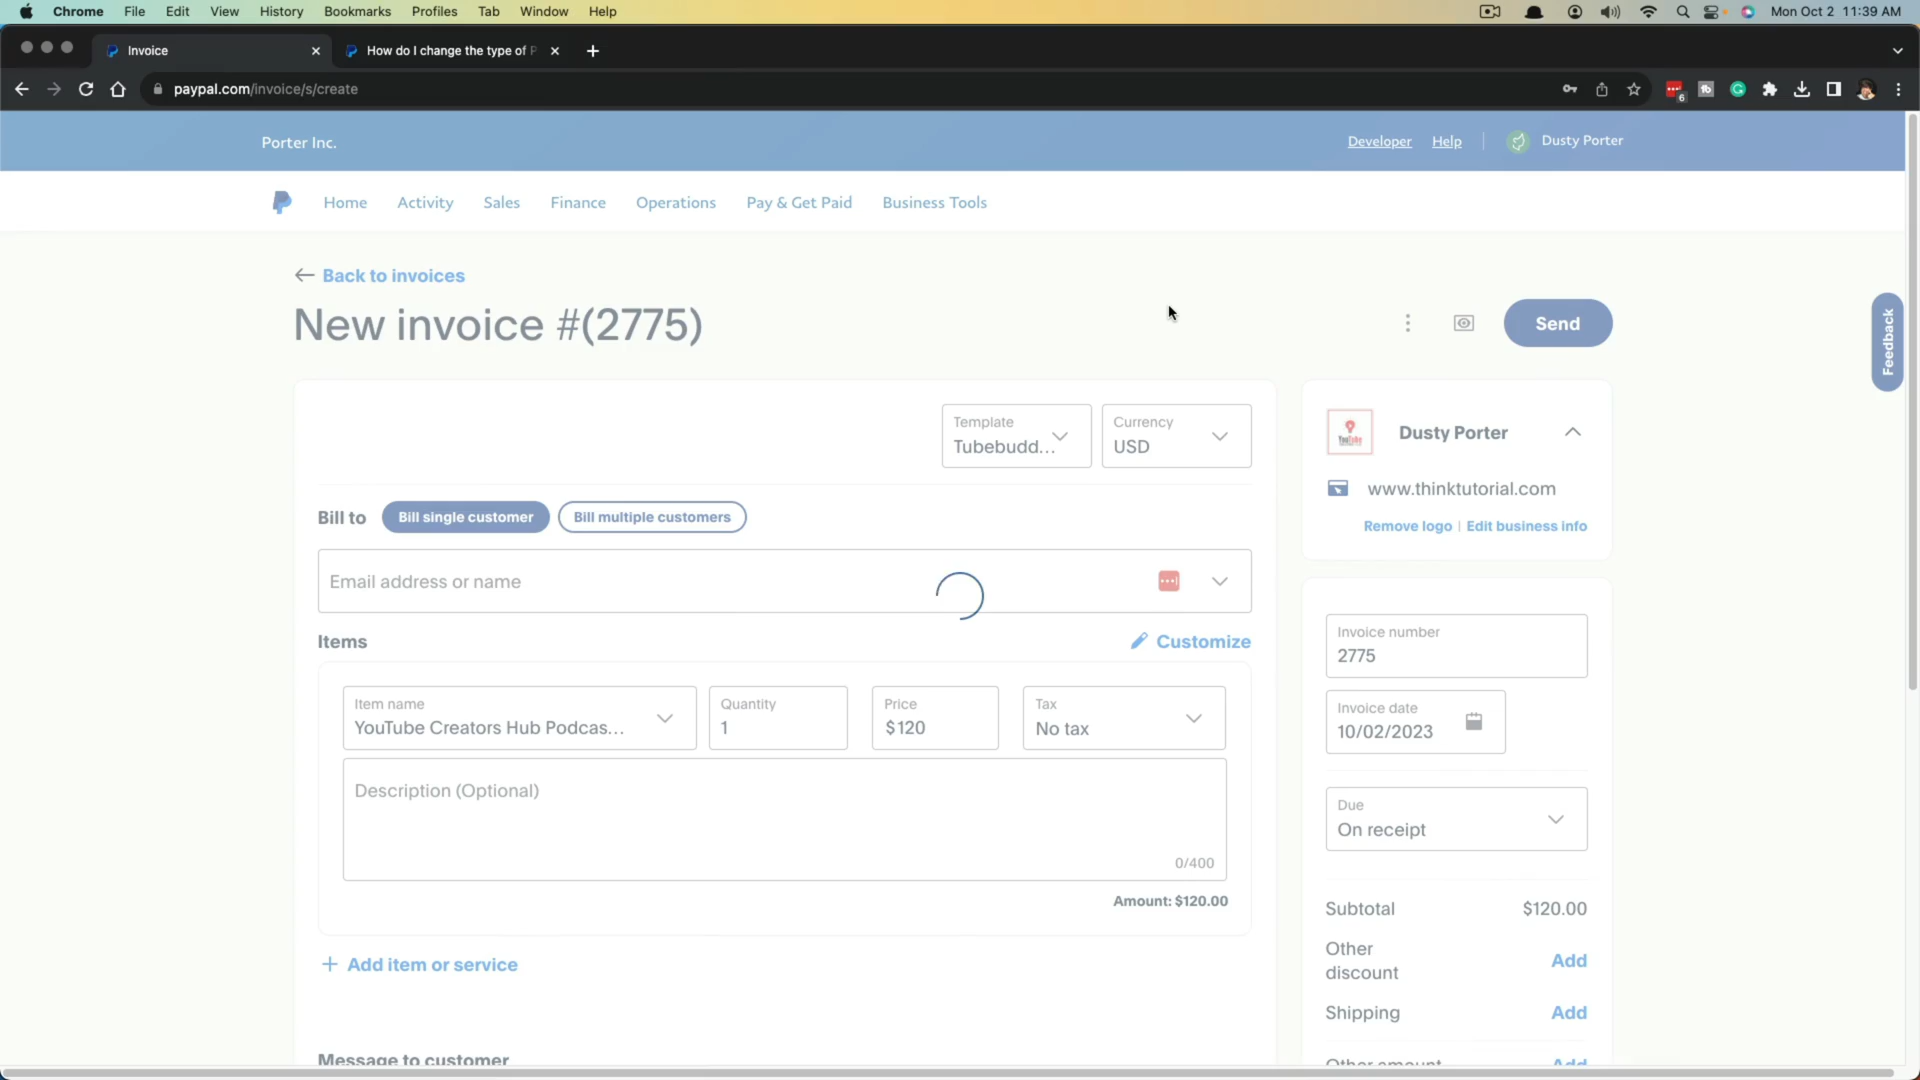 Chrome File Edit View History Bookmarks Profiles Tab Window Help Mon Oct 2 11:39 AM
Invoice How do I change the type of P
paypal.com/invoice/s/create 6 tb
Porter Inc. Developer Help Dusty Porter
Home Activity Sales Finance Operations Pay & Get Paid Business Tools
Back to invoices
New invoice #(2775) Send
Feedback
Template Currency
Tubebudd... USD
Dusty Porter
YouTube
www.thinktutorial.com
Remove logo | Edit business info
Bill to Bill single customer Bill multiple customers
Email address or name
Items Customize
Item name Quantity Price Tax
YouTube Creators Hub Podcas... 1 $120 No tax
Description (Optional)
0/400
Amount: $120.00
Add item or service
Message to customer
Invoice number
2775
Invoice date
10/02/2023
Due
On receipt
Subtotal $120.00
Other
discount Add
Shipping Add
Other amount Add